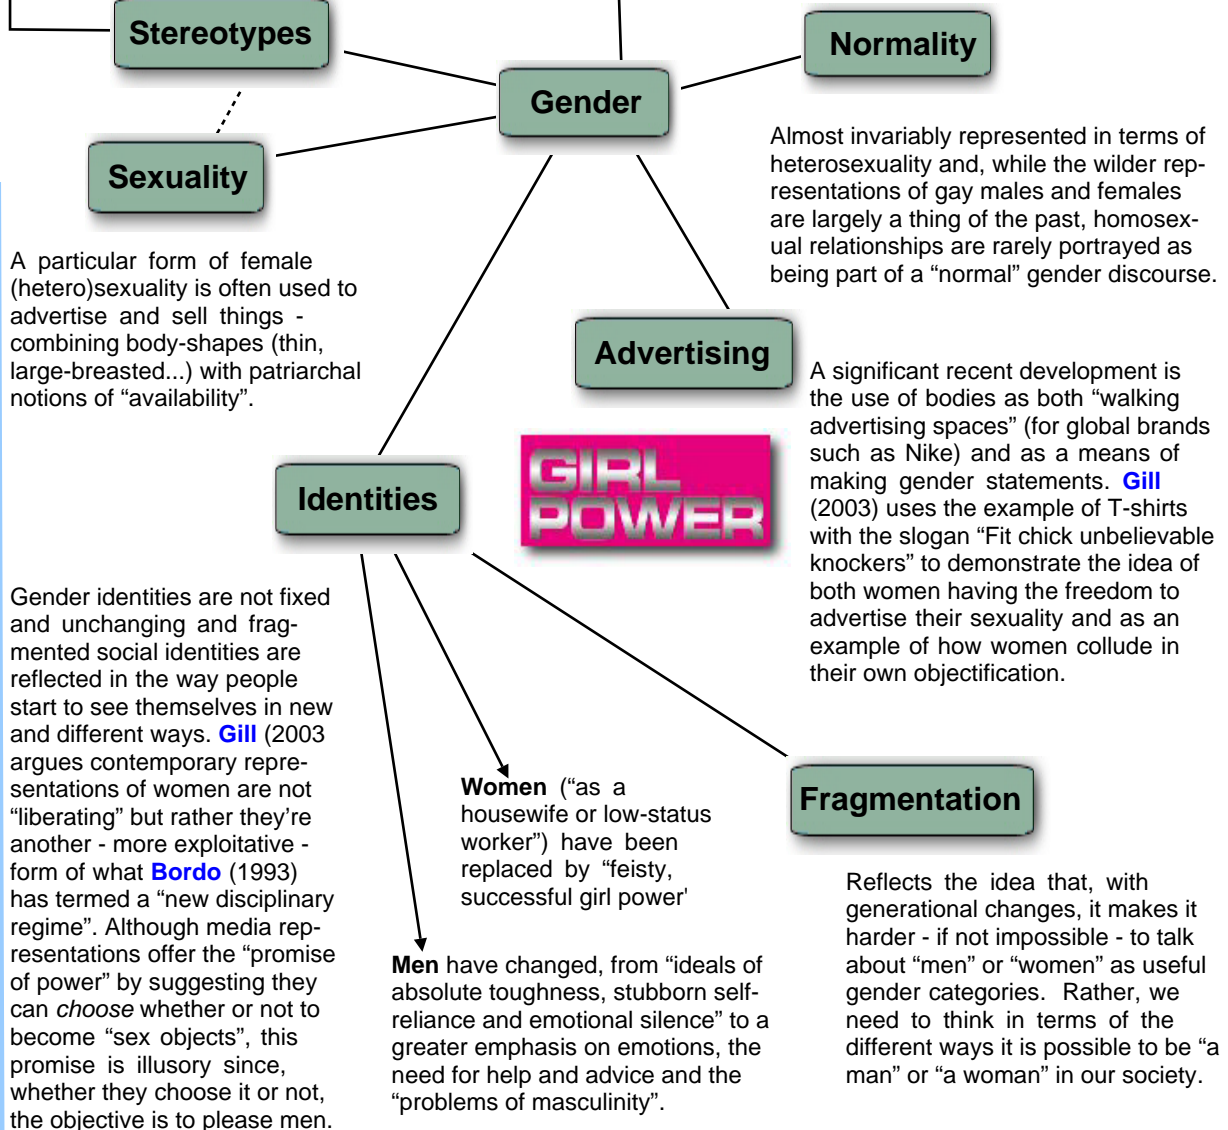 Stereotypes
Normality
Gender
Sexuality
Almost invariably represented in terms of
heterosexuality and, while the wilder rep-
resentations of gay males and females
are largely a thing of the past, homosex-
ual relationships are rarely portrayed as
being part of a “normal” gender discourse.
A particular form of female
(hetero)sexuality is often used to
advertise and sell things -
combining body-shapes (thin,
large-breasted...) with patriarchal
notions of “availability”.
Advertising
A significant recent development is
the use of bodies as both “walking
advertising spaces” (for global brands
such as Nike) and as a means of
making gender statements. Gill
(2003) uses the example of T-shirts
with the slogan “Fit chick unbelievable
knockers” to demonstrate the idea of
both women having the freedom to
advertise their sexuality and as an
example of how women collude in
their own objectification.
GIRL
POWER
Identities
Gender identities are not fixed
and unchanging and frag-
mented social identities are
reflected in the way people
start to see themselves in new
and different ways. Gill (2003
argues contemporary repre-
sentations of women are not
“liberating” but rather they’re
another - more exploitative -
form of what Bordo (1993)
has termed a “new disciplinary
regime”. Although media rep-
resentations offer the “promise
of power” by suggesting they
can choose whether or not to
become “sex objects”, this
promise is illusory since,
whether they choose it or not,
the objective is to please men.
Women (“as a
housewife or low-status
worker”) have been
replaced by “feisty,
successful girl power'
Men have changed, from “ideals of
absolute toughness, stubborn self-
reliance and emotional silence” to a
greater emphasis on emotions, the
need for help and advice and the
“problems of masculinity”.
Fragmentation
Reflects the idea that, with
generational changes, it makes it
harder - if not impossible - to talk
about “men” or “women” as useful
gender categories. Rather, we
need to think in terms of the
different ways it is possible to be “a
man” or “a woman” in our society.